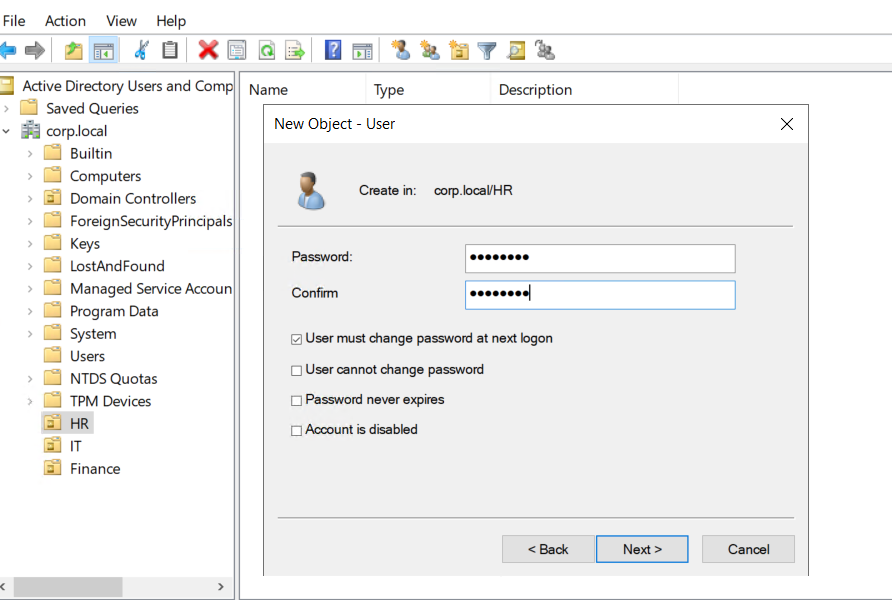 File Action View Help
Active Directory Users and Comp
Saved Queries
corp.local
Builtin
Computers
Domain Controllers
ForeignSecurityPrincipals
Keys
LostAndFound
Managed Service Accoun
Program Data
System
Users
NTDS Quotas
TPM Devices
HR
IT
Finance
Name Type Description
New Object - User
Create in: corp.local/HR
Password: ●●●●●●●●
Confirm ●●●●●●●●
User must change password at next logon
User cannot change password
Password never expires
Account is disabled
< Back Next > Cancel